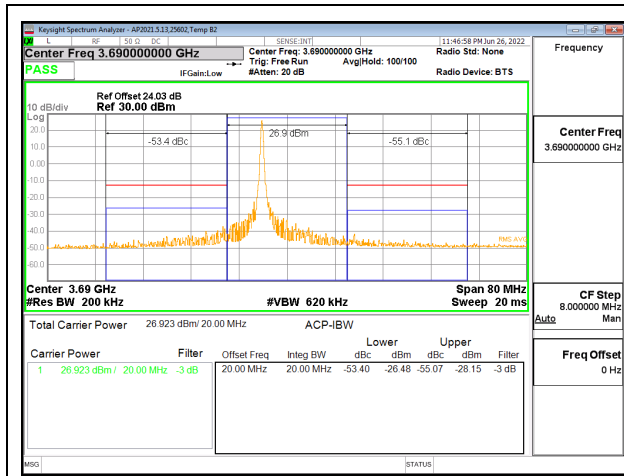 Keysight Spectrum Analyzer - AP2021.5.13,25602,Temp B2
L RF 50 Ω DC SENSE:INT 11:46:58 PM Jun 26, 2022
Center Freq 3.690000000 GHz Center Freq: 3.690000000 GHz Radio Std: None
Trig: Free Run Avg|Hold: 100/100
PASS IFGain:Low #Atten: 20 dB Radio Device: BTS
Frequency
Ref Offset 24.03 dB
10 dB/div Ref 30.00 dBm
Log
20.0
10.0
0.00
-10.0
-20.0
-30.0
-40.0
-50.0
-60.0
-53.4 dBc 26.9 dBm -55.1 dBc
RMS AVG
Center 3.69 GHz Span 80 MHz
#Res BW 200 kHz #VBW 620 kHz Sweep 20 ms
Total Carrier Power 26.923 dBm/ 20.00 MHz ACP-IBW
Lower Upper
Carrier Power Filter Offset Freq Integ BW dBc dBm dBc dBm Filter
1 26.923 dBm / 20.00 MHz -3 dB 20.00 MHz 20.00 MHz -53.40 -26.48 -55.07 -28.15 -3 dB
Center Freq
3.690000000 GHz
CF Step
8.000000 MHz
Auto Man
Freq Offset
0 Hz
MSG STATUS